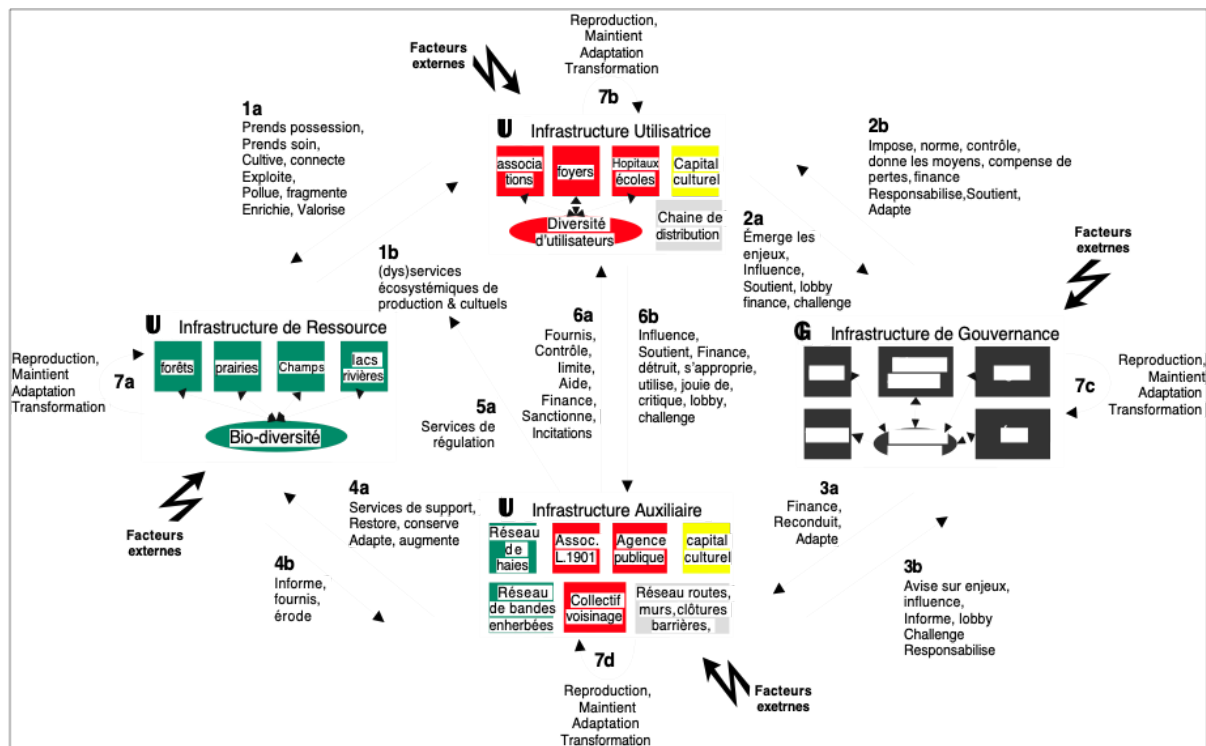 Reproduction,
Maintient
Adaptation
Transformation
Facteurs
externes
7b
1a
Prends possession,
Prends soin,
Cultive, connecte
Exploite,
Pollue, fragmente
Enrichie, Valorise
U Infrastructure Utilisatrice
associa
tions
foyers
Hopitaux
écoles
Capital
culturel
Diversité
d'utilisateurs
Chaine de
distribution
2b
Impose, norme, contrôle,
donne les moyens, compense de
pertes, finance
Responsabilise,Soutient,
Adapte
2a
Émerge les
enjeux,
Influence,
Soutient, lobby
finance, challenge
Facteurs
exetrnes
1b
(dys)services
écosystémiques de
production & cultuels
U Infrastructure de Ressource
forêts
prairies
Champs
lacs
rivières
Bio-diversité
Reproduction,
Maintient
Adaptation
Transformation
7a
6a
Fournis,
Contrôle,
limite,
Aide,
Finance,
Sanctionne,
Incitations
6b
Influence,
Soutient, Finance,
détruit, s'approprie,
utilise, jouie de,
critique, lobby,
challenge
G Infrastructure de Gouvernance
7c
Reproduction,
Maintient
Adaptation
Transformation
5a
Services
de régulation
Facteurs
externes
4a
Services de support,
Restore, conserve
Adapte, augmente
4b
Informe,
fournis,
érode
U Infrastructure Auxiliaire
Réseau
de
haies
Assoc.
L.1901
Agence
publique
capital
culturel
Réseau
de bandes
enherbées
Collectif
voisinage
Réseau routes,
murs,clôtures
barrières,
3a
Finance,
Reconduit,
Adapte
3b
Avise sur enjeux,
influence,
Informe, lobby
Challenge
Responsabilise
7d
Reproduction,
Maintient
Adaptation
Transformation
Facteurs
exetrnes